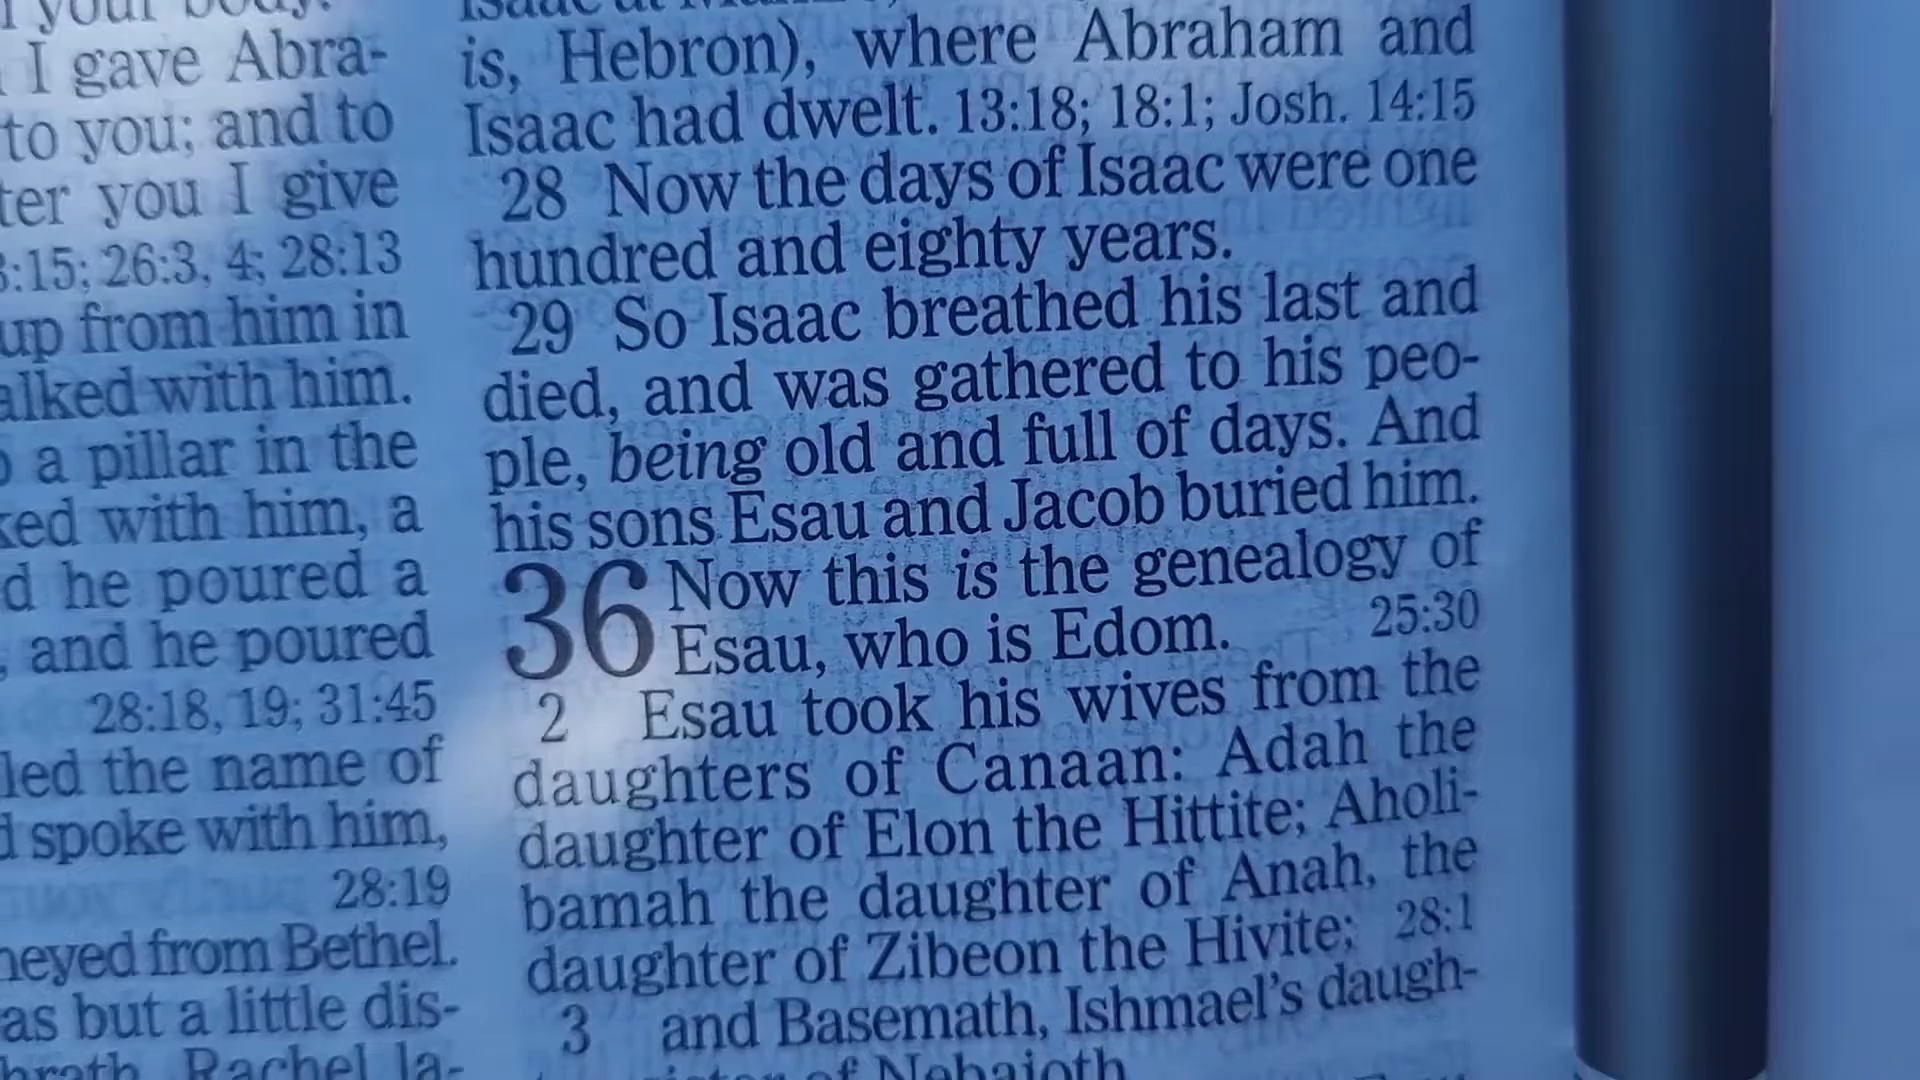 your body.
I gave Abra-
to you; and to
you I give
26:3, 4; 28:13
up from him in
with him.
a pillar in the
with him, a
he poured a
, and he poured
28:18, 19; 31:45
the name of
spoke with him,
28:19
from Bethel.
but a little dis-
Rachel la-
is, Hebron), where Abraham and
Isaac had dwelt. 13:18; 18:1; Josh. 14:15
28 Now the days of Isaac were one
hundred and eighty years.
29 So Isaac breathed his last and
died, and was gathered to his peo-
ple, being old and full of days. And
his sons Esau and Jacob buried him.
36 Now this is the genealogy of
Esau, who is Edom. 25:30
2 Esau took his wives from the
daughters of Canaan: Adah the
daughter of Elon the Hittite; Aholi-
bamah the daughter of Anah, the
daughter of Zibeon the Hivite; 28:1
3 and Basemath, Ishmael's daugh-
of Nebajoth